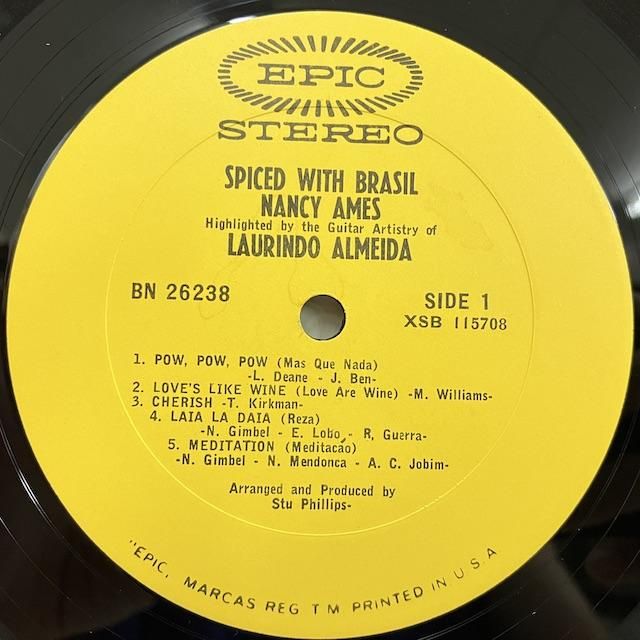 EPIC
STEREO
SPICED WITH BRASIL
NANCY AMES
Highlighted by the Guitar Artistry of
LAURINDO ALMEIDA
BN 26238
SIDE 1
XSB 115708
1. POW, POW, POW (Mas Que Nada)
-L. Deane - J. Ben-
2. LOVE'S LIKE WINE (Love Are Wine) -M. Williams-
3. CHERISH -T. Kirkman-
4. LAIA LA DAIA (Reza)
-N. Gimbel - E. Lobo - R, Guerra-
5. MEDITATION (Meditacáo)
-N. Gimbel - N. Mendonca - A. C. Jobim-
Arranged and Produced by
Stu Phillips-
"EPIC, MARCAS REG T M PRINTED IN U.S.A